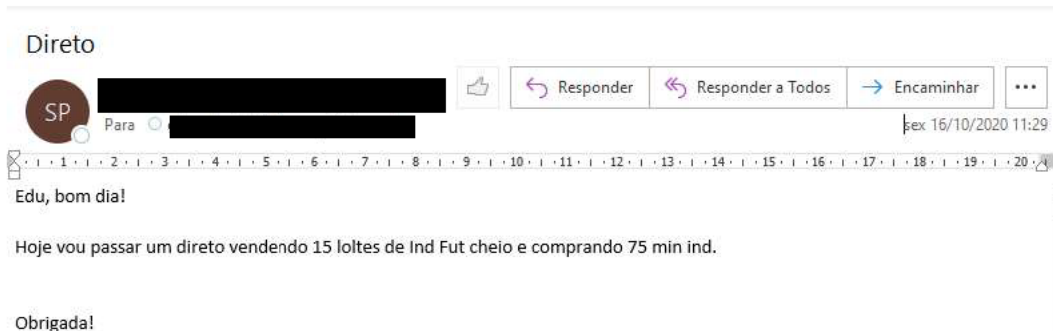 Direto
SP
Responder
Responder a Todos
Encaminhar
Para
sex 16/10/2020 11:29
1 2 3 4 5 6 7 8 9 10 11 12 13 14 15 16 17 18 19 20
Edu, bom dia!
Hoje vou passar um direto vendendo 15 loltes de Ind Fut cheio e comprando 75 min ind.
Obrigada!